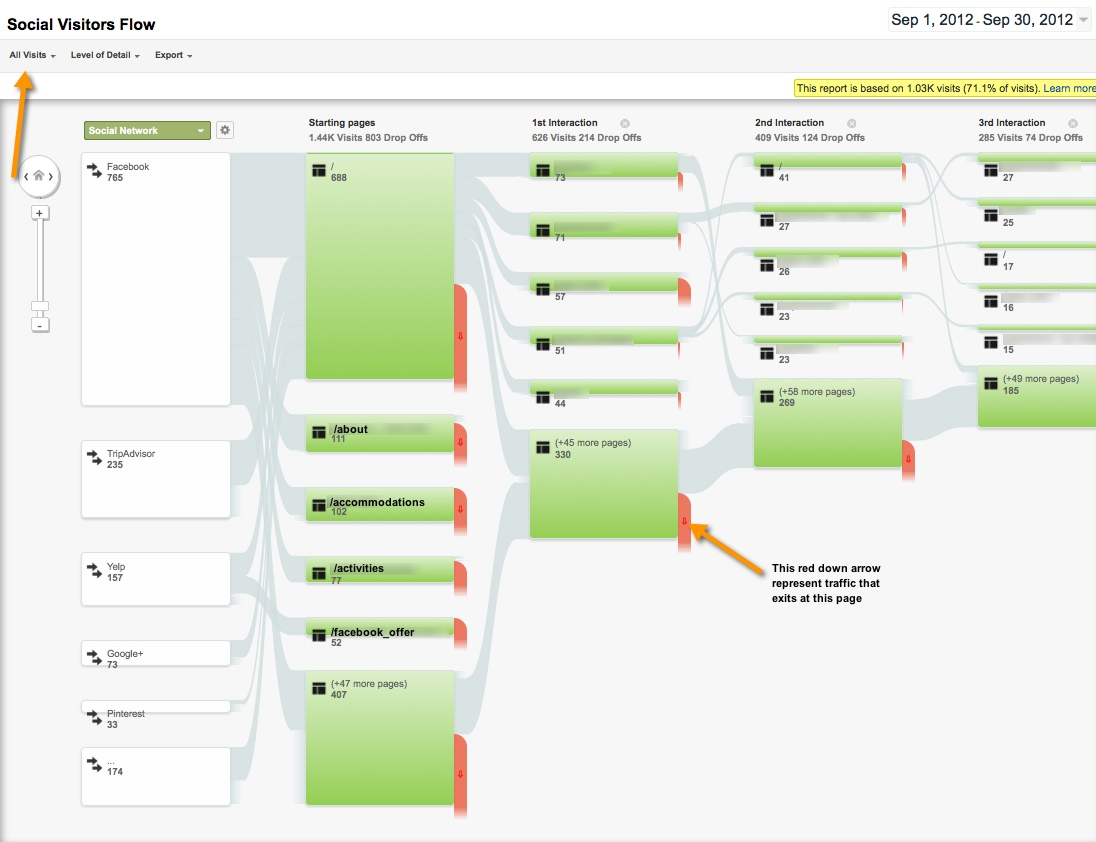 Social Visitors Flow
Sep 1, 2012 - Sep 30, 2012
All Visits
Level of Detail
Export
This report is based on 1.03K visits (71.1% of visits). Learn more
Social Network
Starting pages
1.44K Visits 803 Drop Offs
1st Interaction
626 Visits 214 Drop Offs
2nd Interaction
409 Visits 124 Drop Offs
3rd Interaction
285 Visits 74 Drop Offs
Facebook
765
TripAdvisor
235
Yelp
157
Google+
73
Pinterest
33
...
174
/
688
/about
111
/accommodations
102
/activities
77
/facebook_offer
52
(+47 more pages)
407
73
71
57
51
44
(+45 more pages)
330
/
41
27
26
23
23
(+58 more pages)
269
27
25
/
17
16
15
(+49 more pages)
185
This red down arrow
represent traffic that
exits at this page
+
-